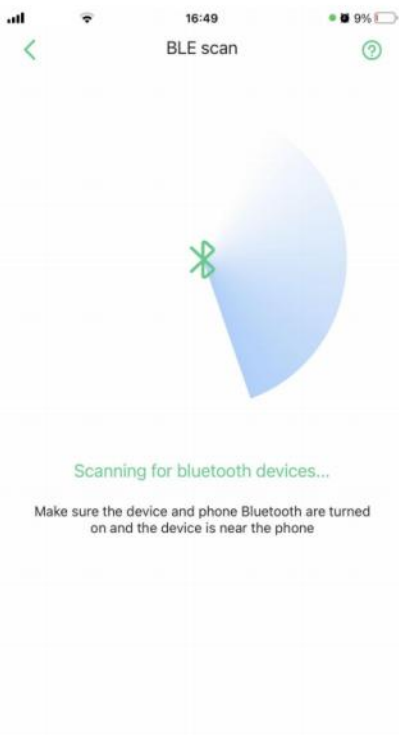 16:49
9%
BLE scan
Scanning for bluetooth devices...
Make sure the device and phone Bluetooth are turned
on and the device is near the phone